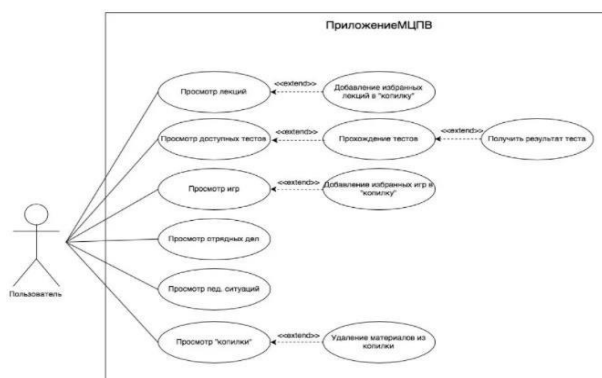 ПриложениеМЦПВ
Просмотр лекций
<<extend>>
Добавление избранных
лекций в "копилку"
Просмотр доступных тестов
<<extend>>
Прохождение тестов
<<extend>>
Получить результат теста
Просмотр игр
<<extend>>
Добавление избранных игр в
"копилку"
Просмотр отрядных дел
Пользователь
Просмотр пед. ситуаций
Просмотр "копилки"
<<extend>>
Удаление материалов из
копилки